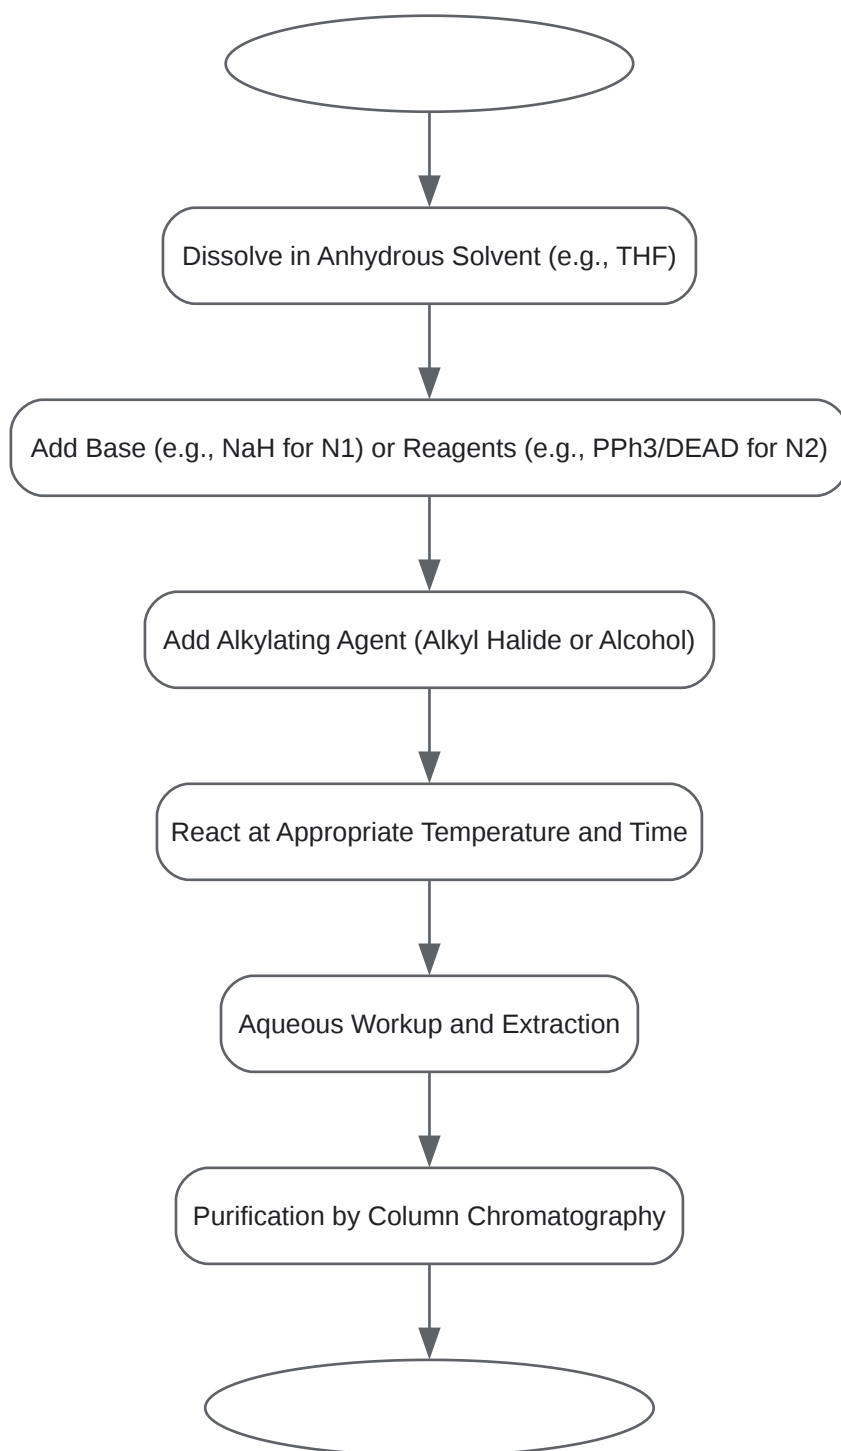 Dissolve in Anhydrous Solvent (e.g., THF)
Add Base (e.g., NaH for N1) or Reagents (e.g., PPh3/DEAD for N2)
Add Alkylating Agent (Alkyl Halide or Alcohol)
React at Appropriate Temperature and Time
Aqueous Workup and Extraction
Purification by Column Chromatography